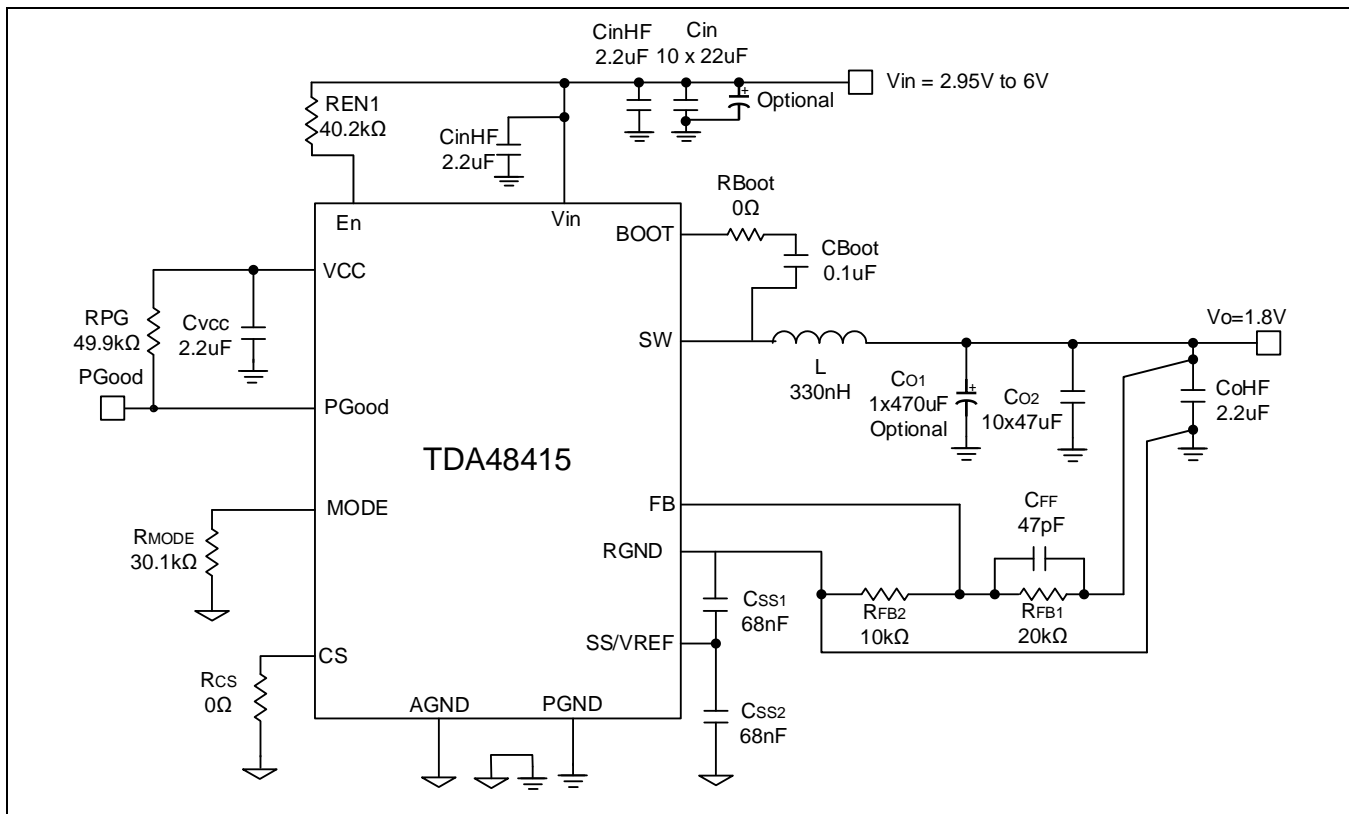 CinHF
2.2uF
Cin
10 x 22uF
Optional
Vin = 2.95V to 6V
REN1
40.2kΩ
CinHF
2.2uF
En
Vin
RBoot
0Ω
BOOT
CBoot
0.1uF
VCC
RPG
49.9kΩ
Cvcc
2.2uF
PGood
PGood
SW
L
330nH
Vo=1.8V
CO1
1x470uF
Optional
CO2
10x47uF
CoHF
2.2uF
TDA48415
MODE
RMODE
30.1kΩ
FB
RGND
CFF
47pF
CSS1
68nF
RFB2
10kΩ
RFB1
20kΩ
SS/VREF
CS
RCS
0Ω
AGND
PGND
CSS2
68nF